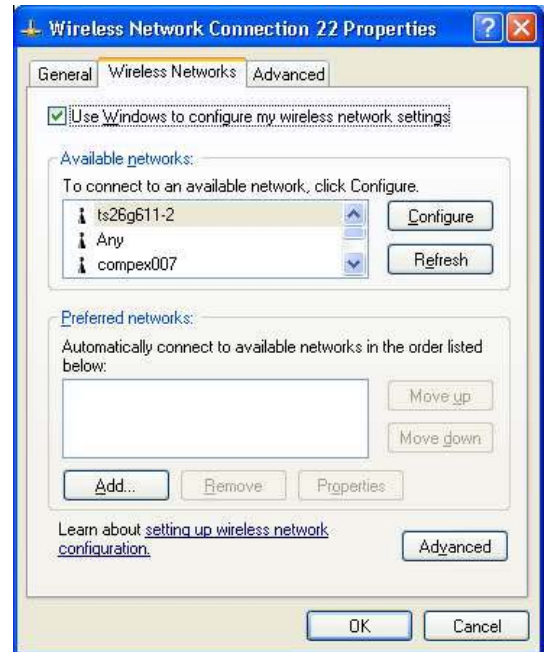 Wireless Network Connection 22 Properties
General Wireless Networks Advanced
Use Windows to configure my wireless network settings
Available networks:
To connect to an available network, click Configure.
ts26g611-2
Any
compex007
Configure
Refresh
Preferred networks:
Automatically connect to available networks in the order listed
below:
Move up
Move down
Add... Remove Properties
Learn about setting up wireless network
configuration.
Advanced
OK Cancel